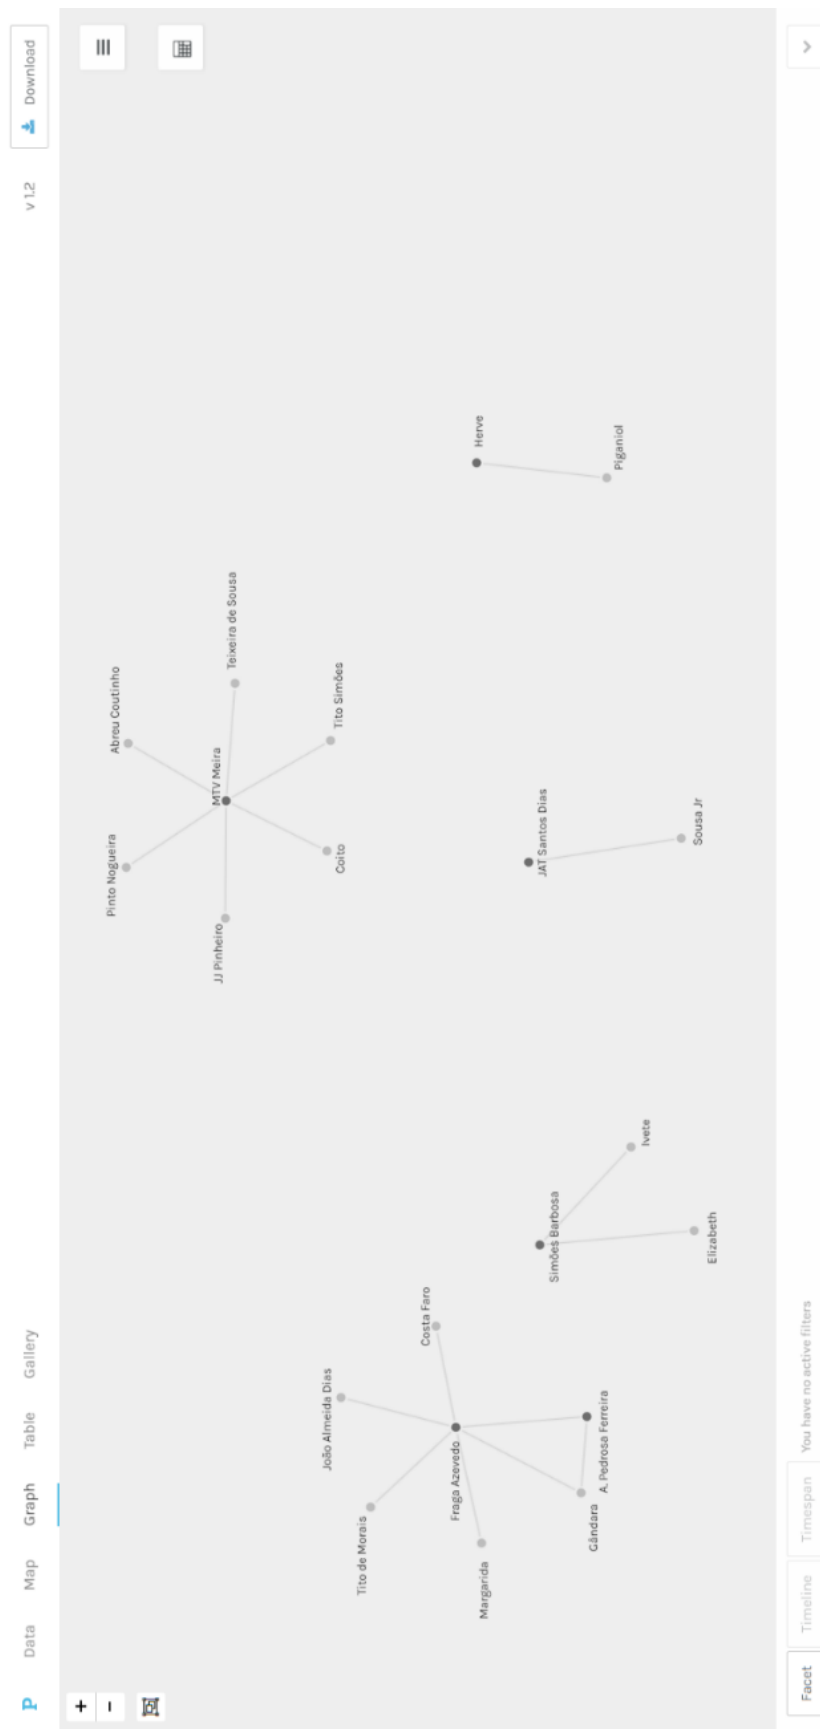 P Data Map Graph Table Gallery v 1.2 Download
+
−
Abreu Coutinho
Pinto Nogueira
Teixeira de Sousa
MTV Meira
JJ Pinheiro
Tito Simões
Coito
João Almeida Dias
Tito de Morais
Costa Faro
Fraga Azevedo
Margarida
Herve
JAT Santos Dias
Simões Barbosa
Gândara
A. Pedrosa Ferreira
Piganiol
Ivete
Sousa Jr
Elizabeth
Facet Timeline Timespan You have no active filters